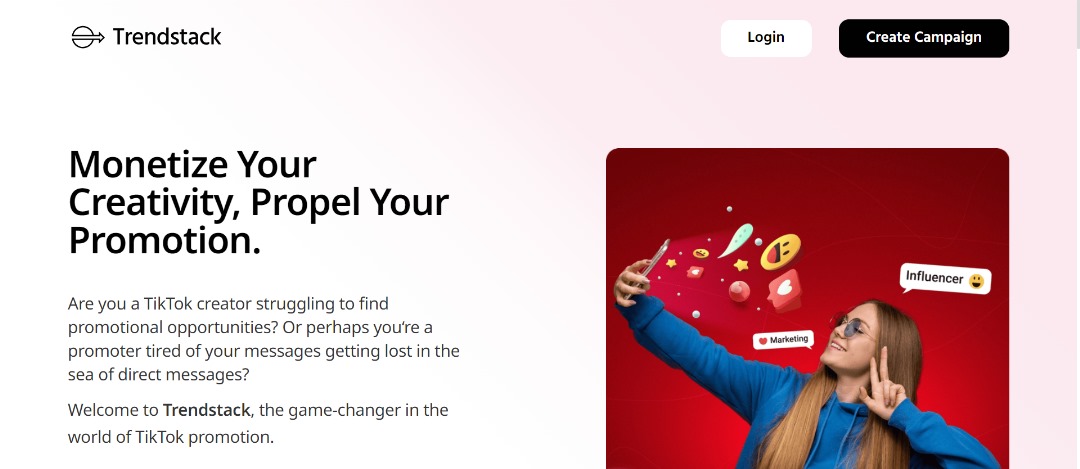 Trendstack
Login
Create Campaign
Monetize Your
Creativity, Propel Your
Promotion.
Are you a TikTok creator struggling to find
promotional opportunities? Or perhaps you're a
promoter tired of your messages getting lost in the
sea of direct messages?
Welcome to Trendstack, the game-changer in the
world of TikTok promotion.
Influencer
Marketing